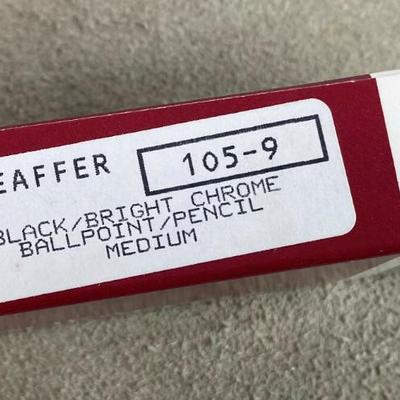 EAFFER 105-9
BLACK/BRIGHT CHROME
BALLPOINT/PENCIL
MEDIUM